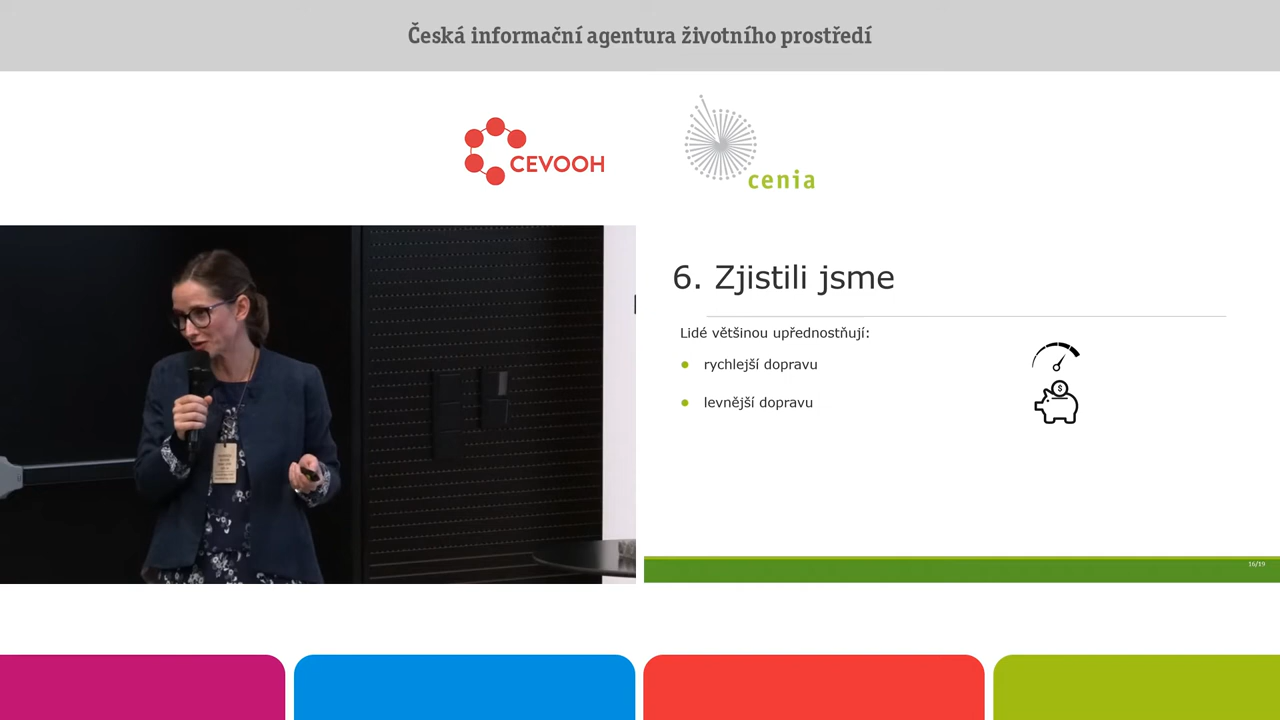 Česká informační agentura životního prostředí
CEVOOH
cenia
6. Zjistili jsme
Lidé většinou upřednostňují:
rychlejší dopravu
levnější dopravu
$
16/19